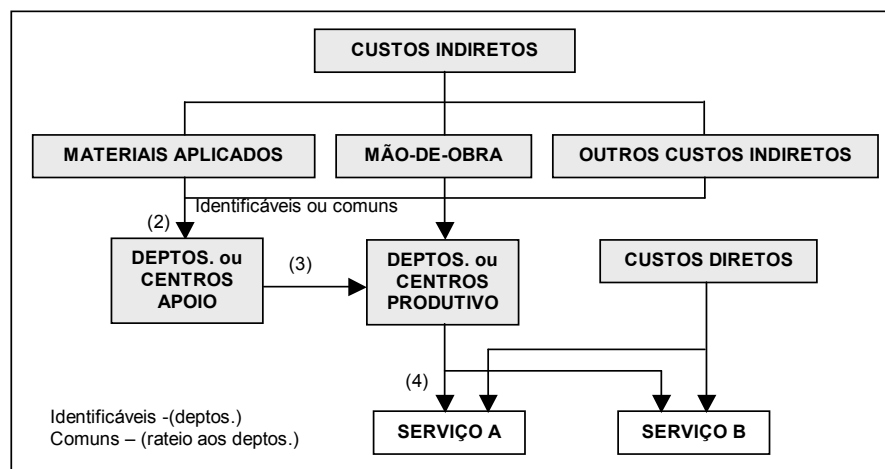 CUSTOS INDIRETOS
MATERIAIS APLICADOS
MÃO-DE-OBRA
OUTROS CUSTOS INDIRETOS
Identificáveis ou comuns
(2)
DEPTOS. ou
CENTROS
APOIO
(3)
DEPTOS. ou
CENTROS
PRODUTIVO
CUSTOS DIRETOS
(4)
Identificáveis -(deptos.)
Comuns – (rateio aos deptos.)
SERVIÇO A
SERVIÇO B